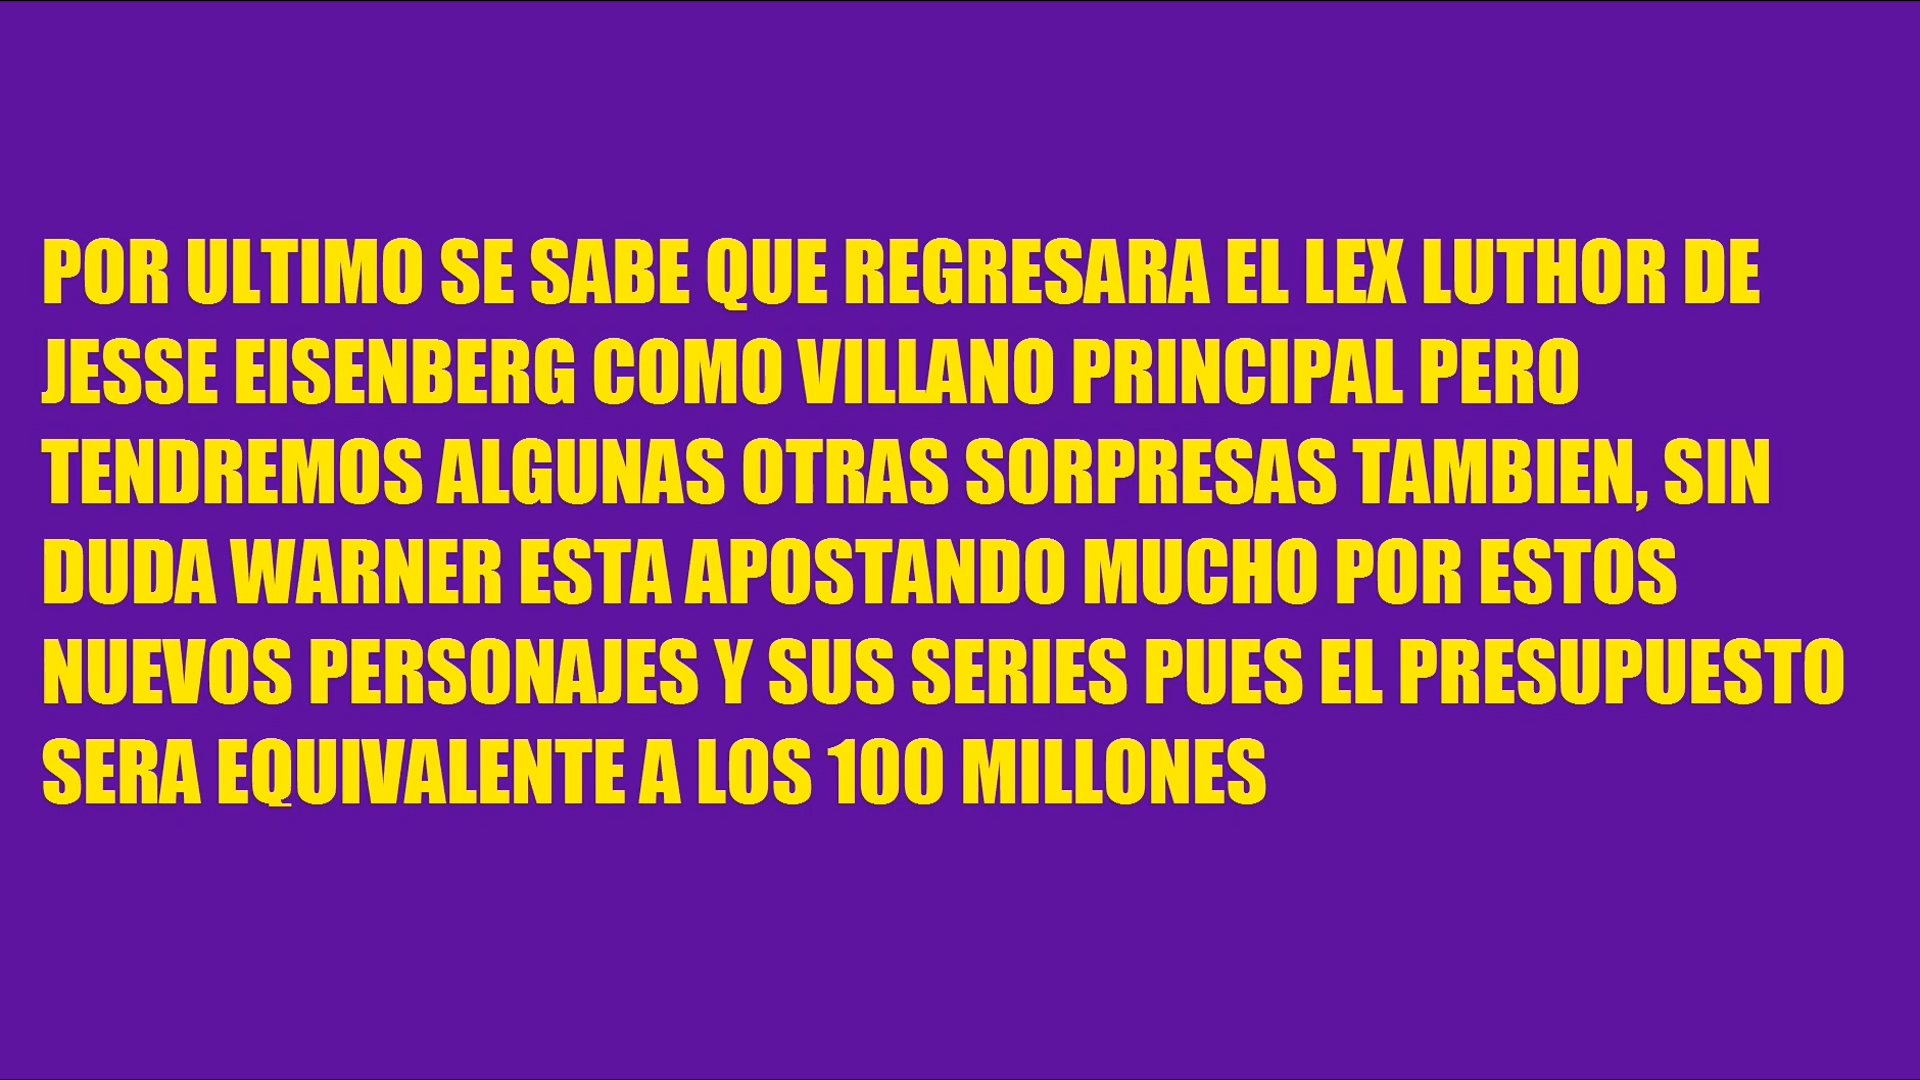 POR ULTIMO SE SABE QUE REGRESARA EL LEX LUTHOR DE
JESSE EISENBERG COMO VILLANO PRINCIPAL PERO
TENDREMOS ALGUNAS OTRAS SORPRESAS TAMBIEN, SIN
DUDA WARNER ESTA APOSTANDO MUCHO POR ESTOS
NUEVOS PERSONAJES Y SUS SERIES PUES EL PRESUPUESTO
SERA EQUIVALENTE A LOS 100 MILLONES